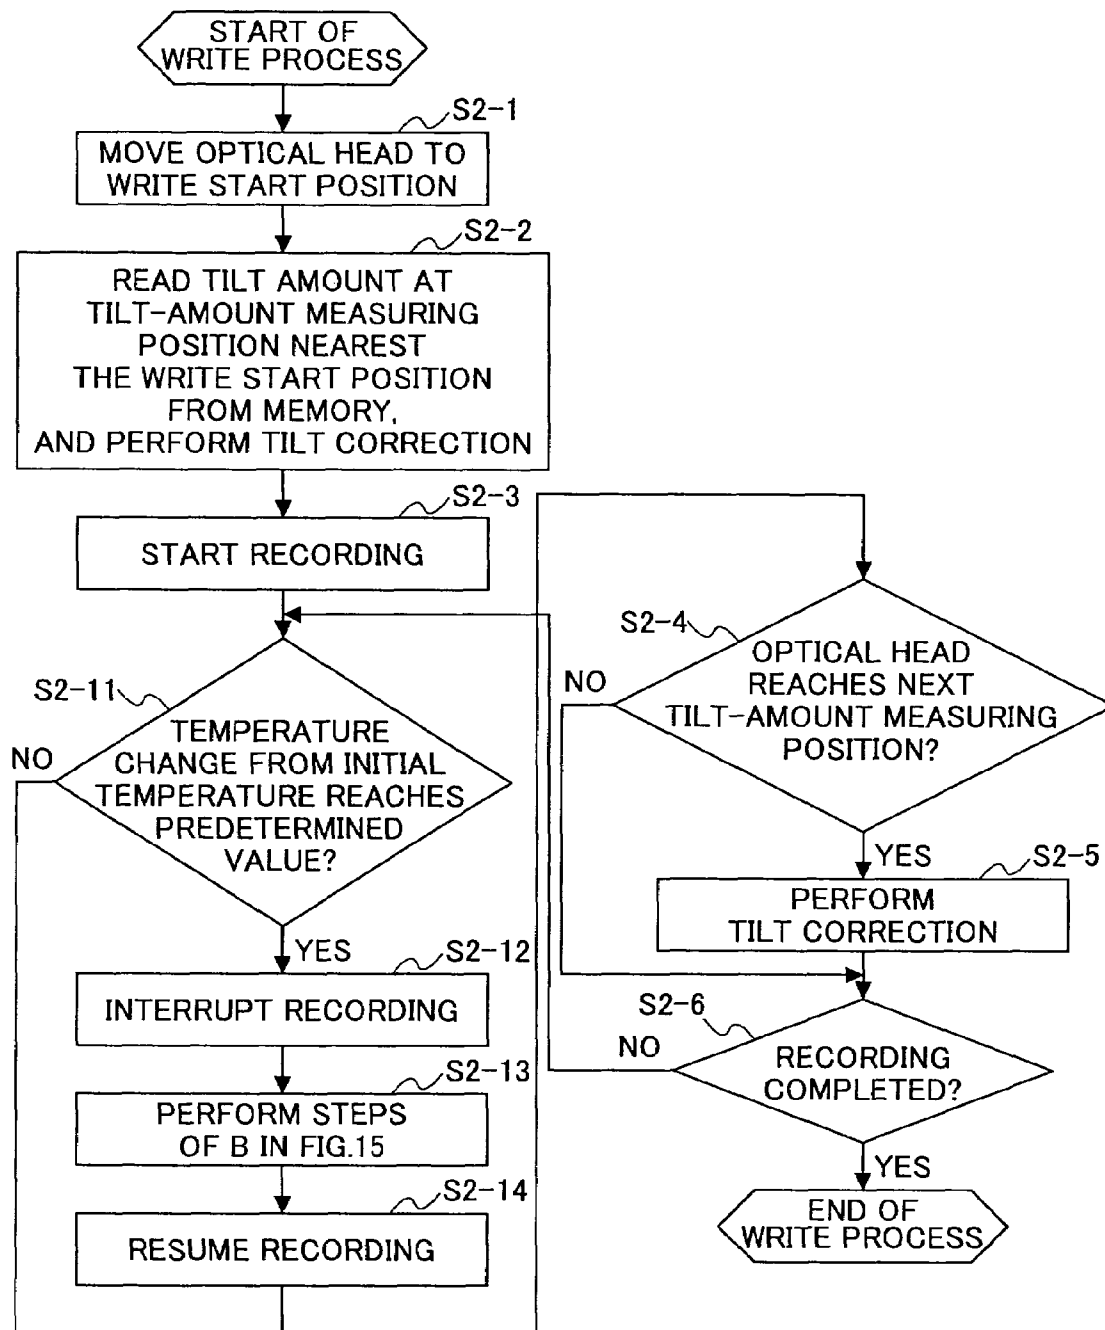 START OF
WRITE PROCESS
S2-1
MOVE OPTICAL HEAD TO
WRITE START POSITION
S2-2
READ TILT AMOUNT AT
TILT-AMOUNT MEASURING
POSITION NEAREST
THE WRITE START POSITION
FROM MEMORY,
AND PERFORM TILT CORRECTION
S2-3
START RECORDING
S2-11
NO
TEMPERATURE
CHANGE FROM INITIAL
TEMPERATURE REACHES
PREDETERMINED
VALUE?
YES
S2-12
INTERRUPT RECORDING
S2-13
PERFORM STEPS
OF B IN FIG.15
S2-14
RESUME RECORDING
S2-4
NO
OPTICAL HEAD
REACHES NEXT
TILT-AMOUNT MEASURING
POSITION?
YES
S2-5
PERFORM
TILT CORRECTION
S2-6
NO
RECORDING
COMPLETED?
YES
END OF
WRITE PROCESS